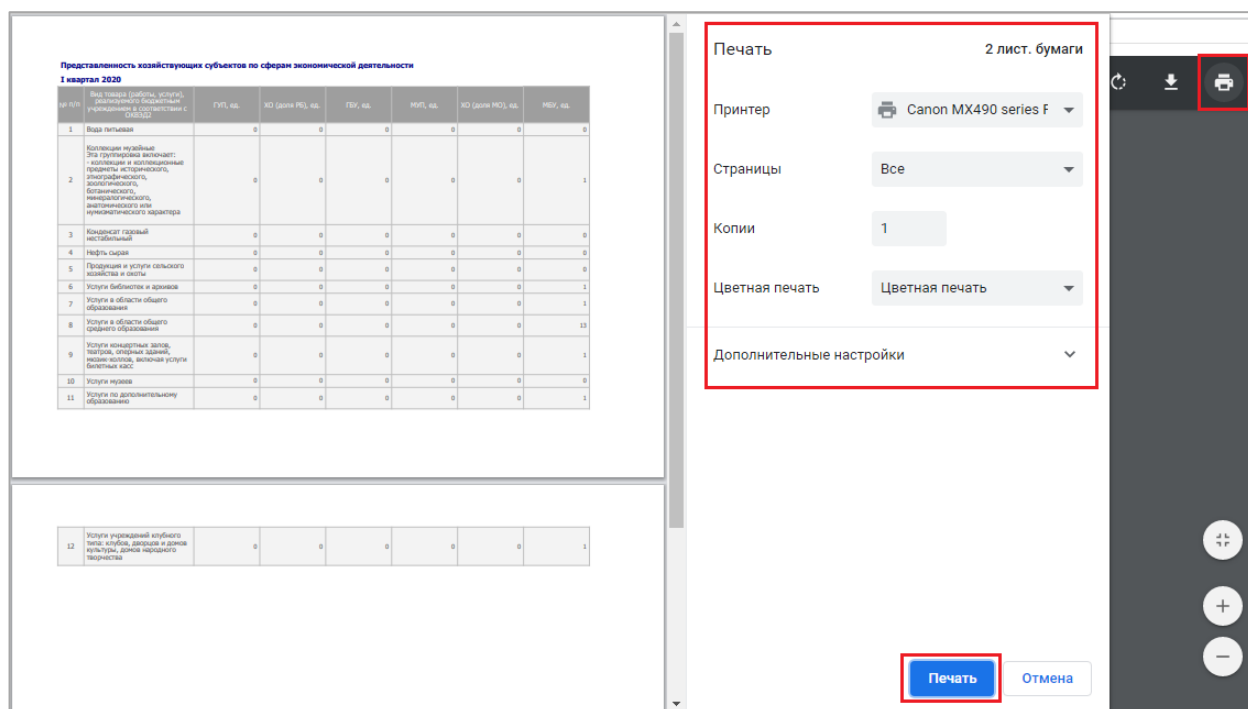 Представленность хозяйствующих субъектов по сферам экономической деятельности
I квартал 2020
№ п/п
Вид товара (работы, услуги),
реализуемого бюджетным
учреждением в соответствии с
ОКВЭД2
ГУП, ед.
ХО (доля РБ), ед.
ГБУ, ед.
МУП, ед.
ХО (доля МО), ед.
МБУ, ед.
1 Вода питьевая 0 0 0 0 0 0
Коллекции музейные
Эта группировка включает:
- коллекции и коллекционные
предметы исторического,
этнографического,
зоологического,
ботанического,
минералогического,
анатомического или
нумизматического характера
2 0 0 0 0 0 1
Конденсат газовый
нестабильный
3 0 0 0 0 0 0
4 Нефть сырая 0 0 0 0 0 0
Продукция и услуги сельского
хозяйства и охоты
5 0 0 0 0 0 0
6 Услуги библиотек и архивов 0 0 0 0 0 1
Услуги в области общего
образования
7 0 0 0 0 0 1
Услуги в области общего
среднего образования
8 0 0 0 0 0 13
Услуги концертных залов,
театров, оперных зданий,
мюзик-холлов, включая услуги
билетных касс
9 0 0 0 0 0 1
10 Услуги музеев 0 0 0 0 0 0
Услуги по дополнительному
образованию
11 0 0 0 0 0 1
Услуги учреждений клубного
типа: клубов, дворцов и домов
культуры, домов народного
творчества
12 0 0 0 0 0 1
Печать
2 лист. бумаги
Принтер
Canon MX490 series F
Страницы
Все
Копии
1
Цветная печать
Цветная печать
Дополнительные настройки
Печать
Отмена